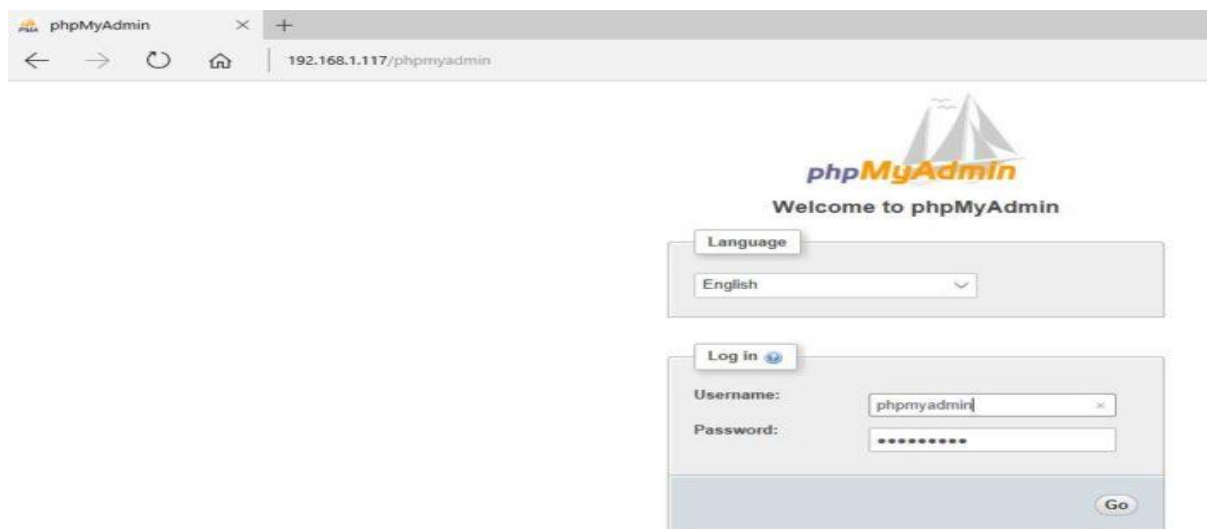 phpMyAdmin
192.168.1.117/phpmyadmin
phpMyAdmin
Welcome to phpMyAdmin
Language
English
Log in
Username:
phpmyadmin
Password:
•••••••••
Go